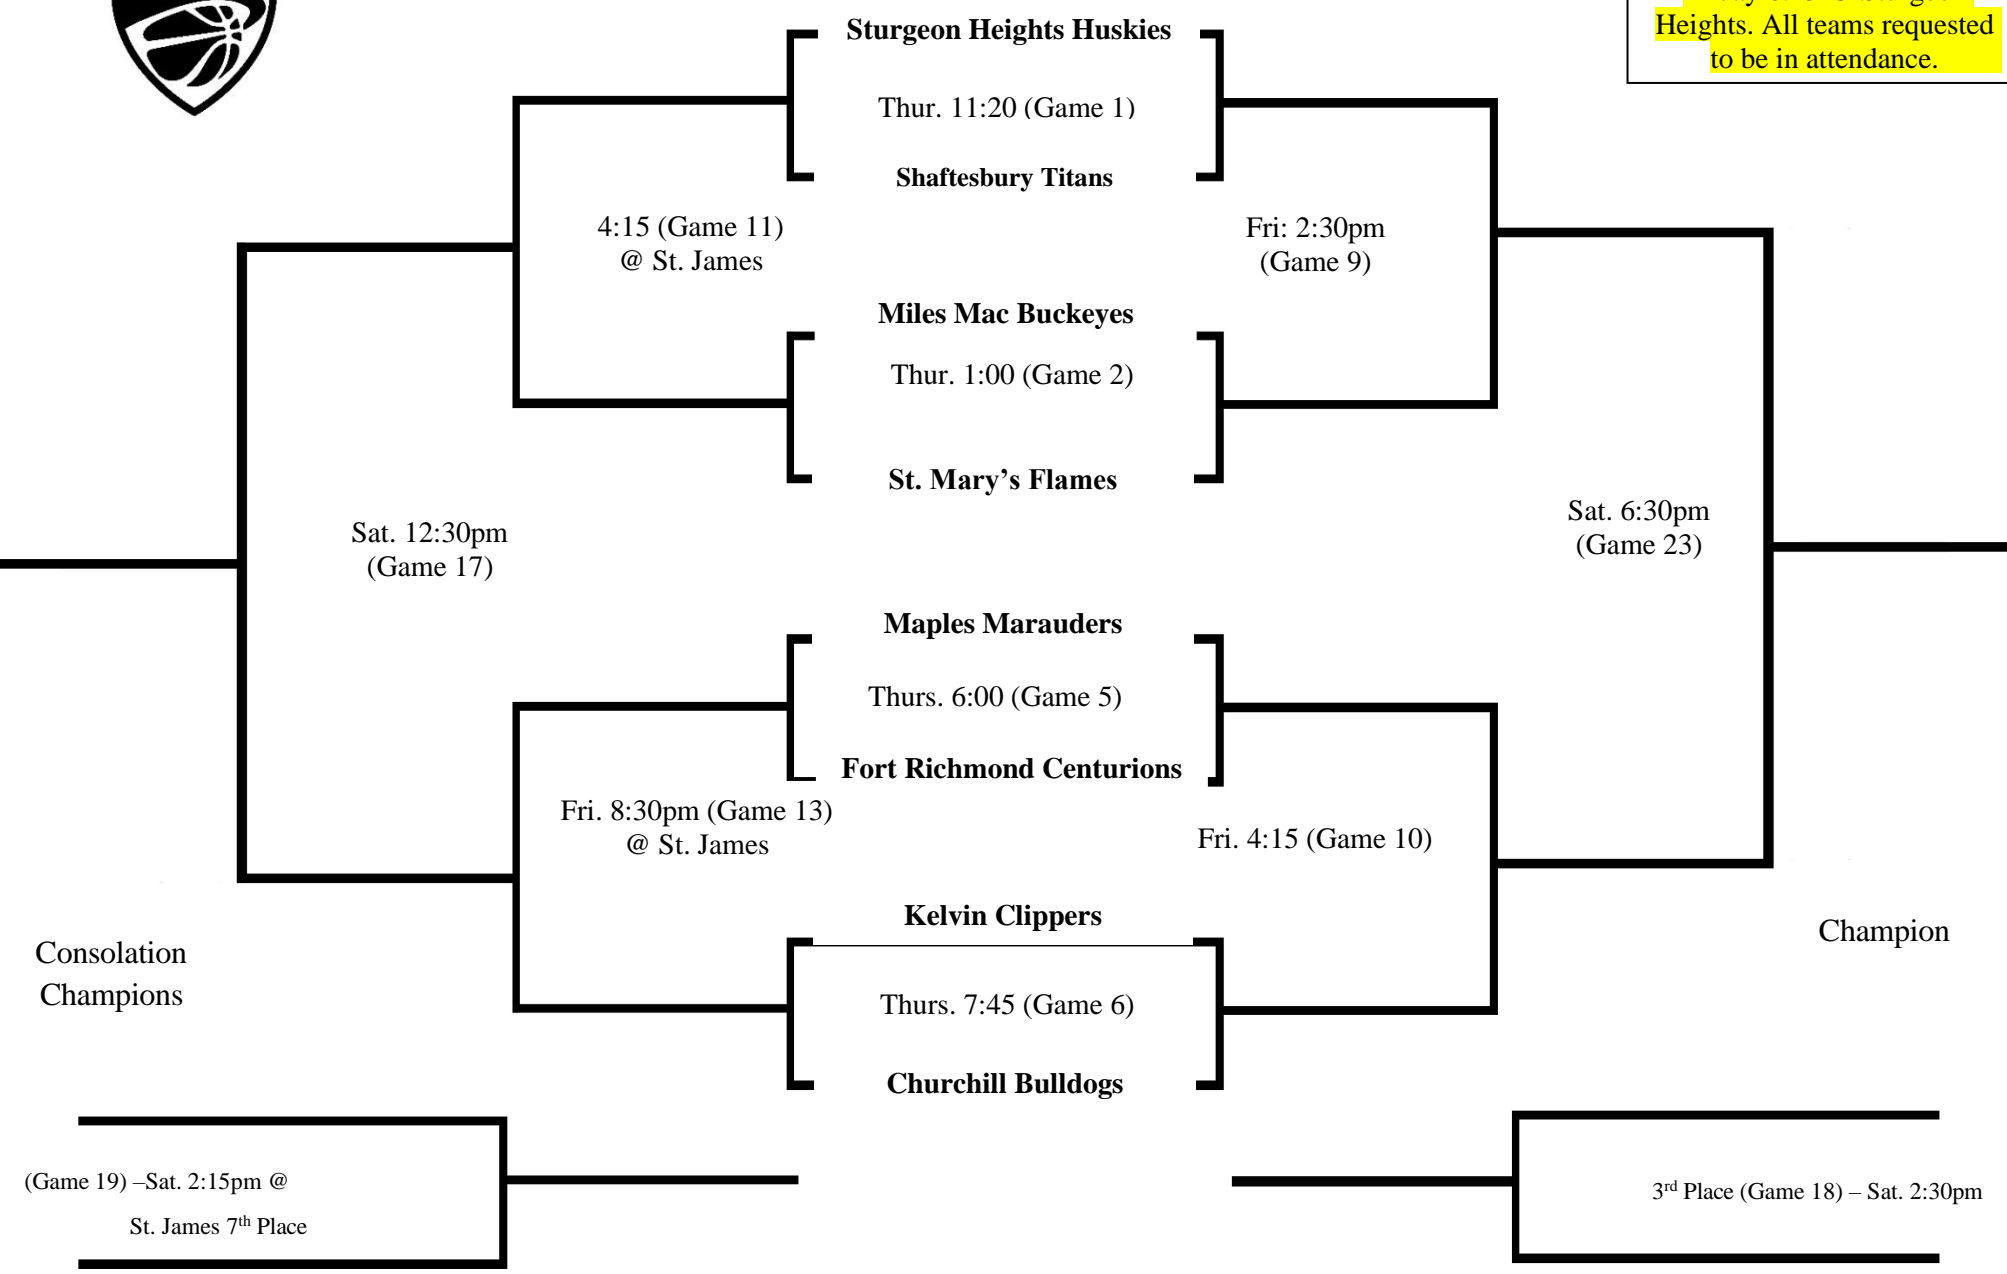 Heights. All teams requested
to be in attendance.
Sturgeon Heights Huskies
Thur. 11:20 (Game 1)
Shaftesbury Titans
4:15 (Game 11)
@ St. James
Fri: 2:30pm
(Game 9)
Miles Mac Buckeyes
Thur. 1:00 (Game 2)
St. Mary’s Flames
Sat. 12:30pm
(Game 17)
Sat. 6:30pm
(Game 23)
Maples Marauders
Thurs. 6:00 (Game 5)
Fort Richmond Centurions
Fri. 8:30pm (Game 13)
@ St. James
Fri. 4:15 (Game 10)
Kelvin Clippers
Thurs. 7:45 (Game 6)
Churchill Bulldogs
Consolation
Champions
Champion
(Game 19) –Sat. 2:15pm @
St. James 7th Place
3rd Place (Game 18) – Sat. 2:30pm